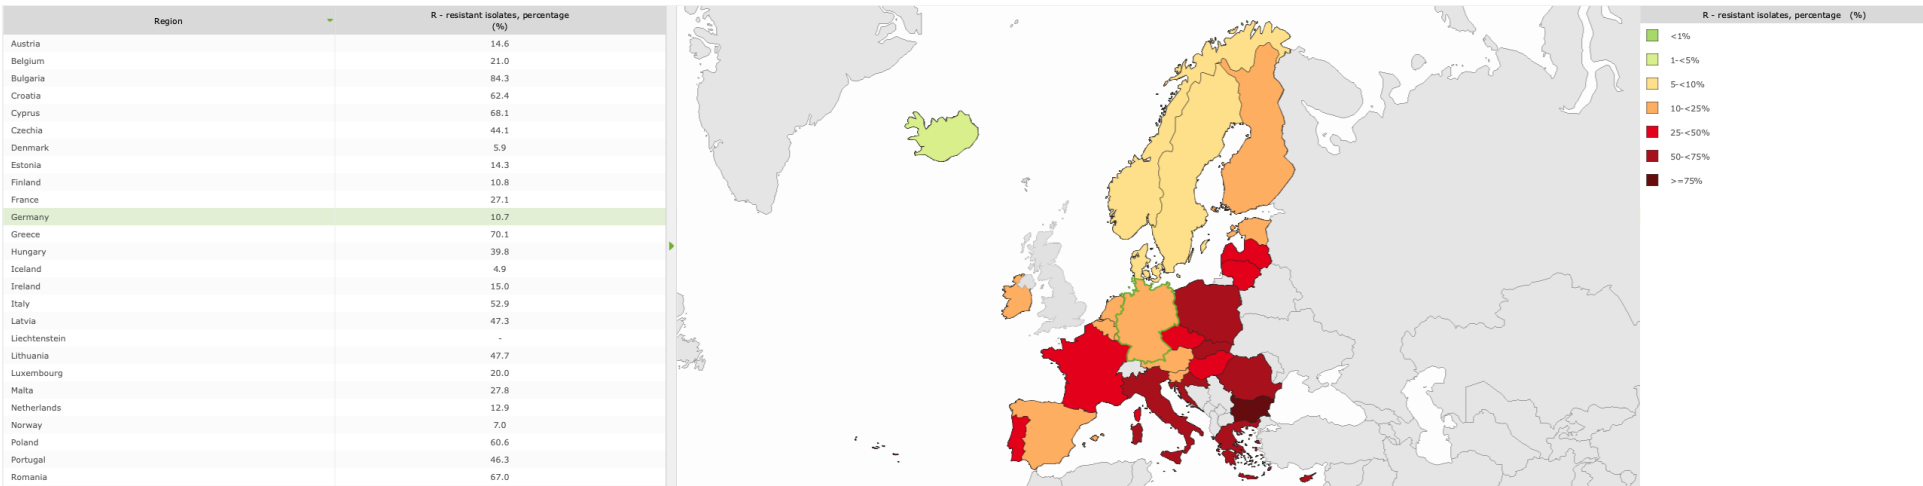 Region R - resistant isolates, percentage
(%)
Austria 14.6
Belgium 21.0
Bulgaria 84.3
Croatia 62.4
Cyprus 68.1
Czechia 44.1
Denmark 5.9
Estonia 14.3
Finland 10.8
France 27.1
Germany 10.7
Greece 70.1
Hungary 39.8
Iceland 4.9
Ireland 15.0
Italy 52.9
Latvia 47.3
Liechtenstein -
Lithuania 47.7
Luxembourg 20.0
Malta 27.8
Netherlands 12.9
Norway 7.0
Poland 60.6
Portugal 46.3
Romania 67.0
R - resistant isolates, percentage (%)
<1%
1-<5%
5-<10%
10-<25%
25-<50%
50-<75%
>=75%